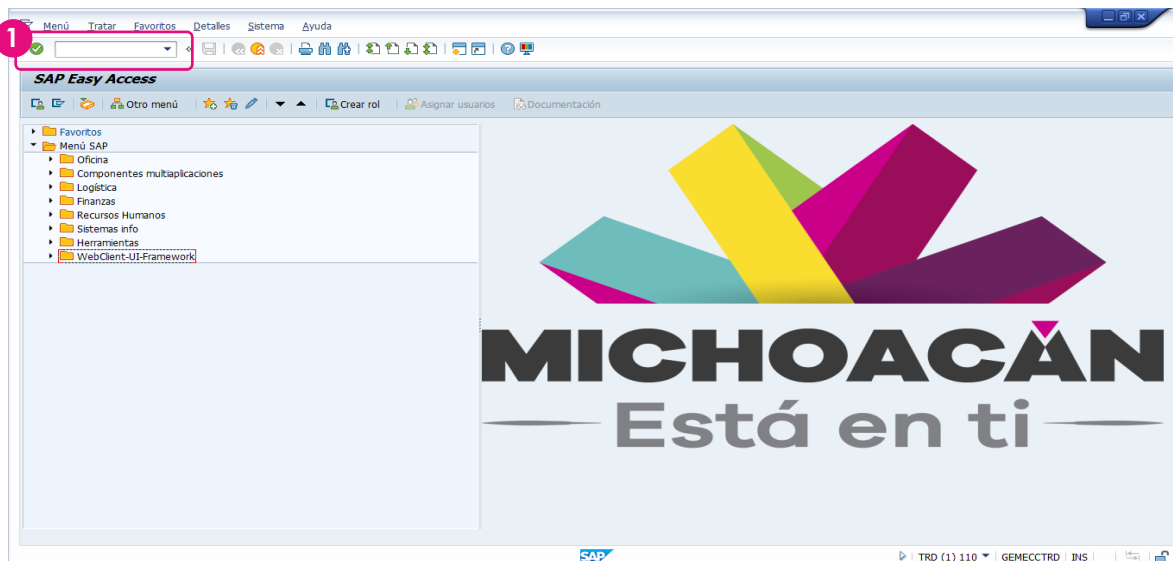 1
Menú Tratar Favoritos Detalles Sistema Ayuda
SAP Easy Access
Otro menú Crear rol Asignar usuarios Documentación
Favoritos
Menú SAP
Oficina
Componentes multiaplicaciones
Logística
Finanzas
Recursos Humanos
Sistemas info
Herramientas
WebClient-UI-Framework
MICHOACÁN
Está en ti
SAP TRD (1) 110 GEMECCTRD INS